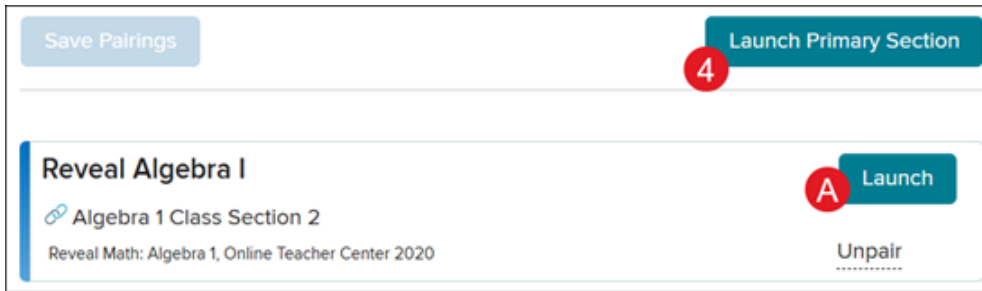 Save Pairings
Launch Primary Section
4
Reveal Algebra I
Launch
A
Algebra 1 Class Section 2
Reveal Math: Algebra 1, Online Teacher Center 2020
Unpair